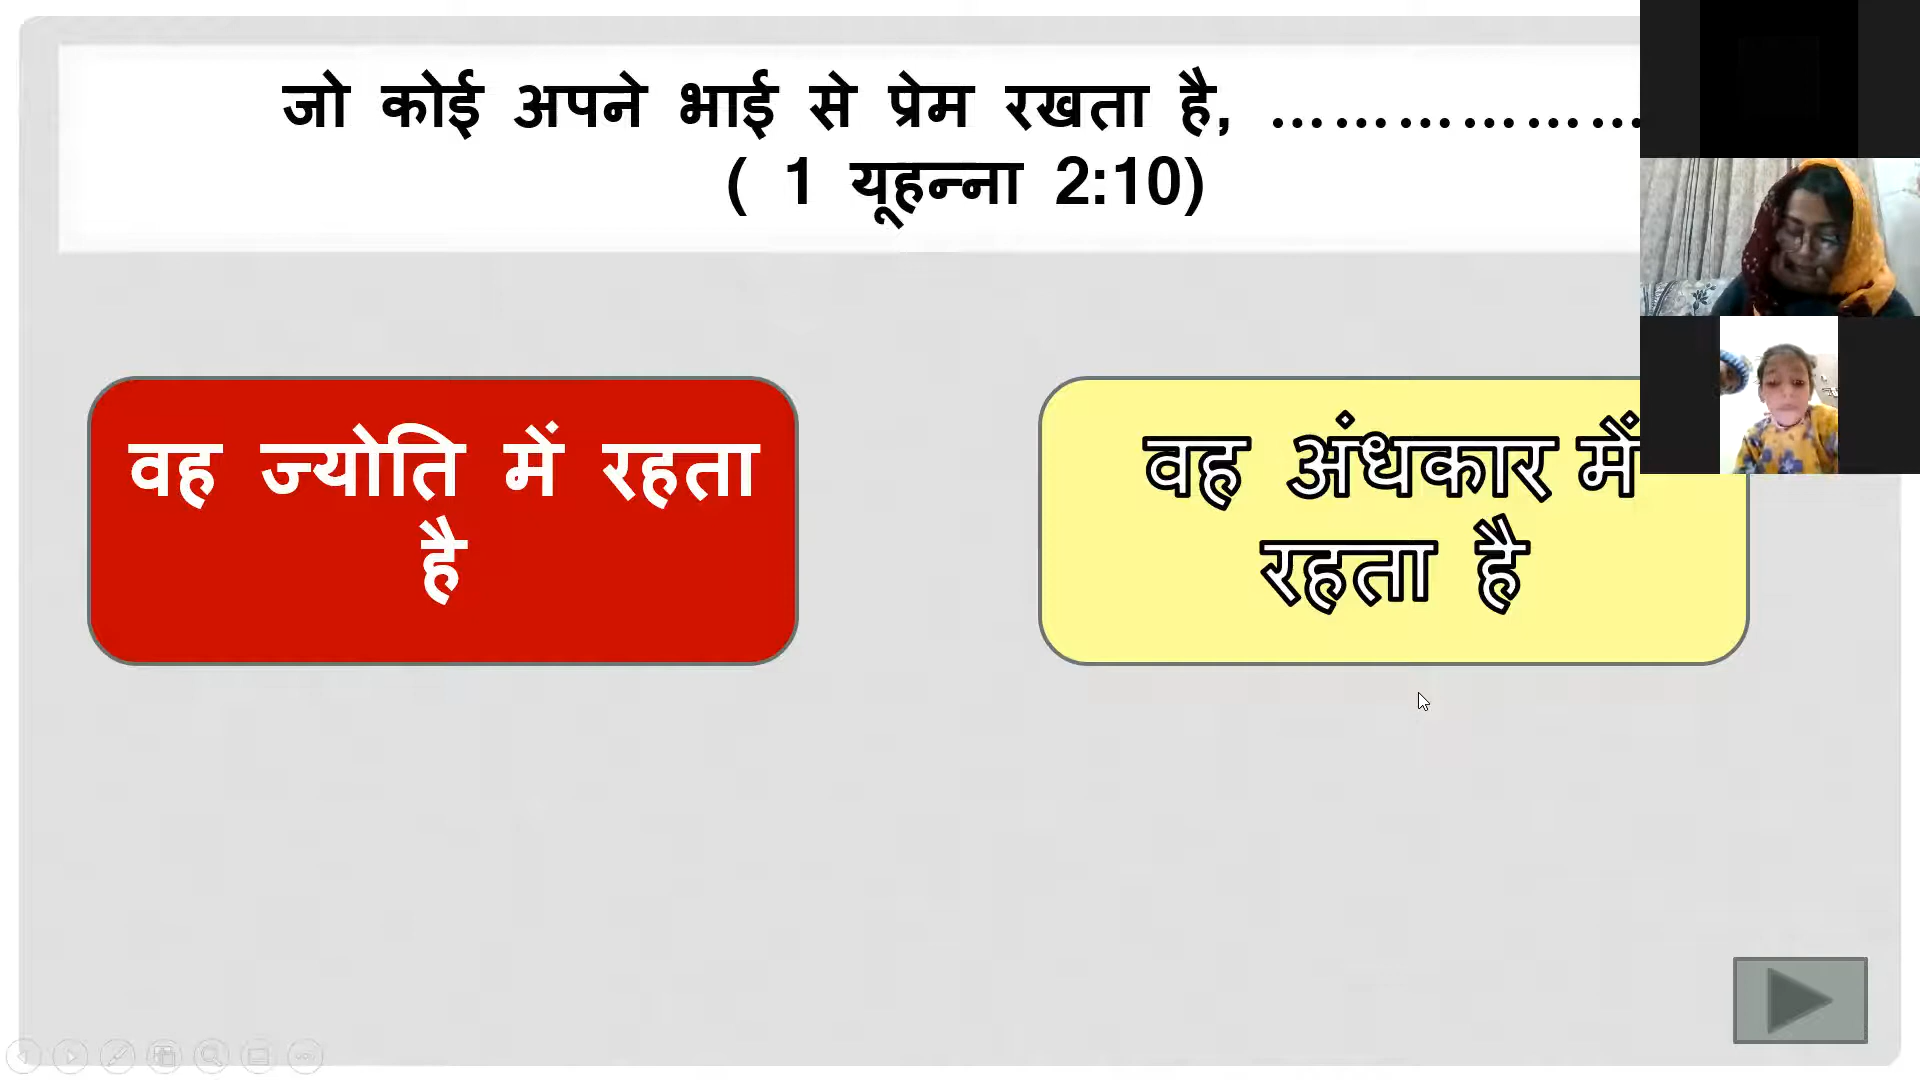 जो कोई अपने भाई से प्रेम रखता है, ………………
( 1 यूहन्ना 2:10)
वह ज्योति में रहता
है
वह अंधकार में
रहता है